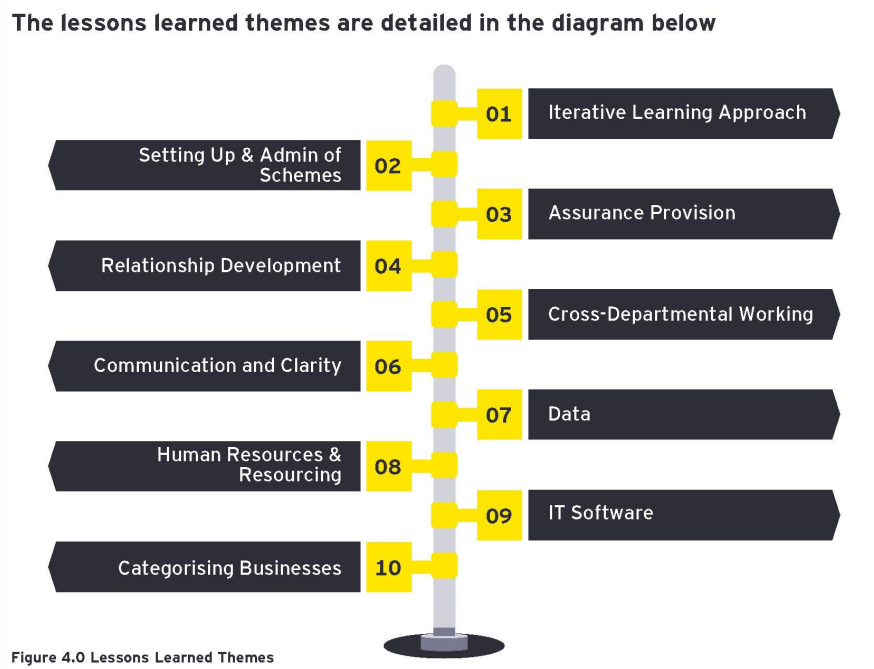 The lessons learned themes are detailed in the diagram below
01 Iterative Learning Approach
Setting Up & Admin of
Schemes
02
03 Assurance Provision
Relationship Development 04
05 Cross-Departmental Working
Communication and Clarity 06
07 Data
Human Resources &
Resourcing
08
09 IT Software
Categorising Businesses 10
Figure 4.0 Lessons Learned Themes